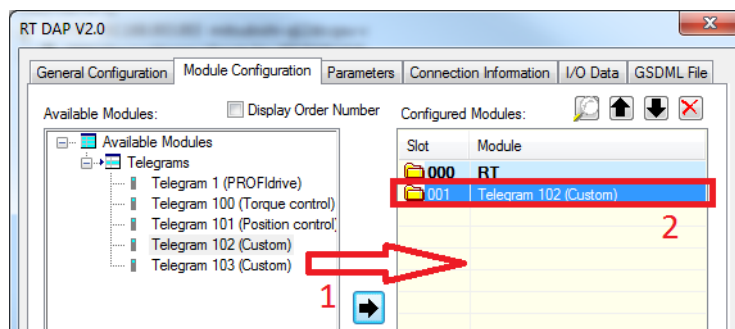 RT DAP V2.0
General Configuration Module Configuration Parameters Connection Information I/O Data GSDML File
Available Modules: Display Order Number Configured Modules:
Available Modules
Telegrams
Telegram 1 (PROFIdrive)
Telegram 100 (Torque control)
Telegram 101 (Position control)
Telegram 102 (Custom)
Telegram 103 (Custom)
1
Slot Module
000 RT
001 Telegram 102 (Custom)
2